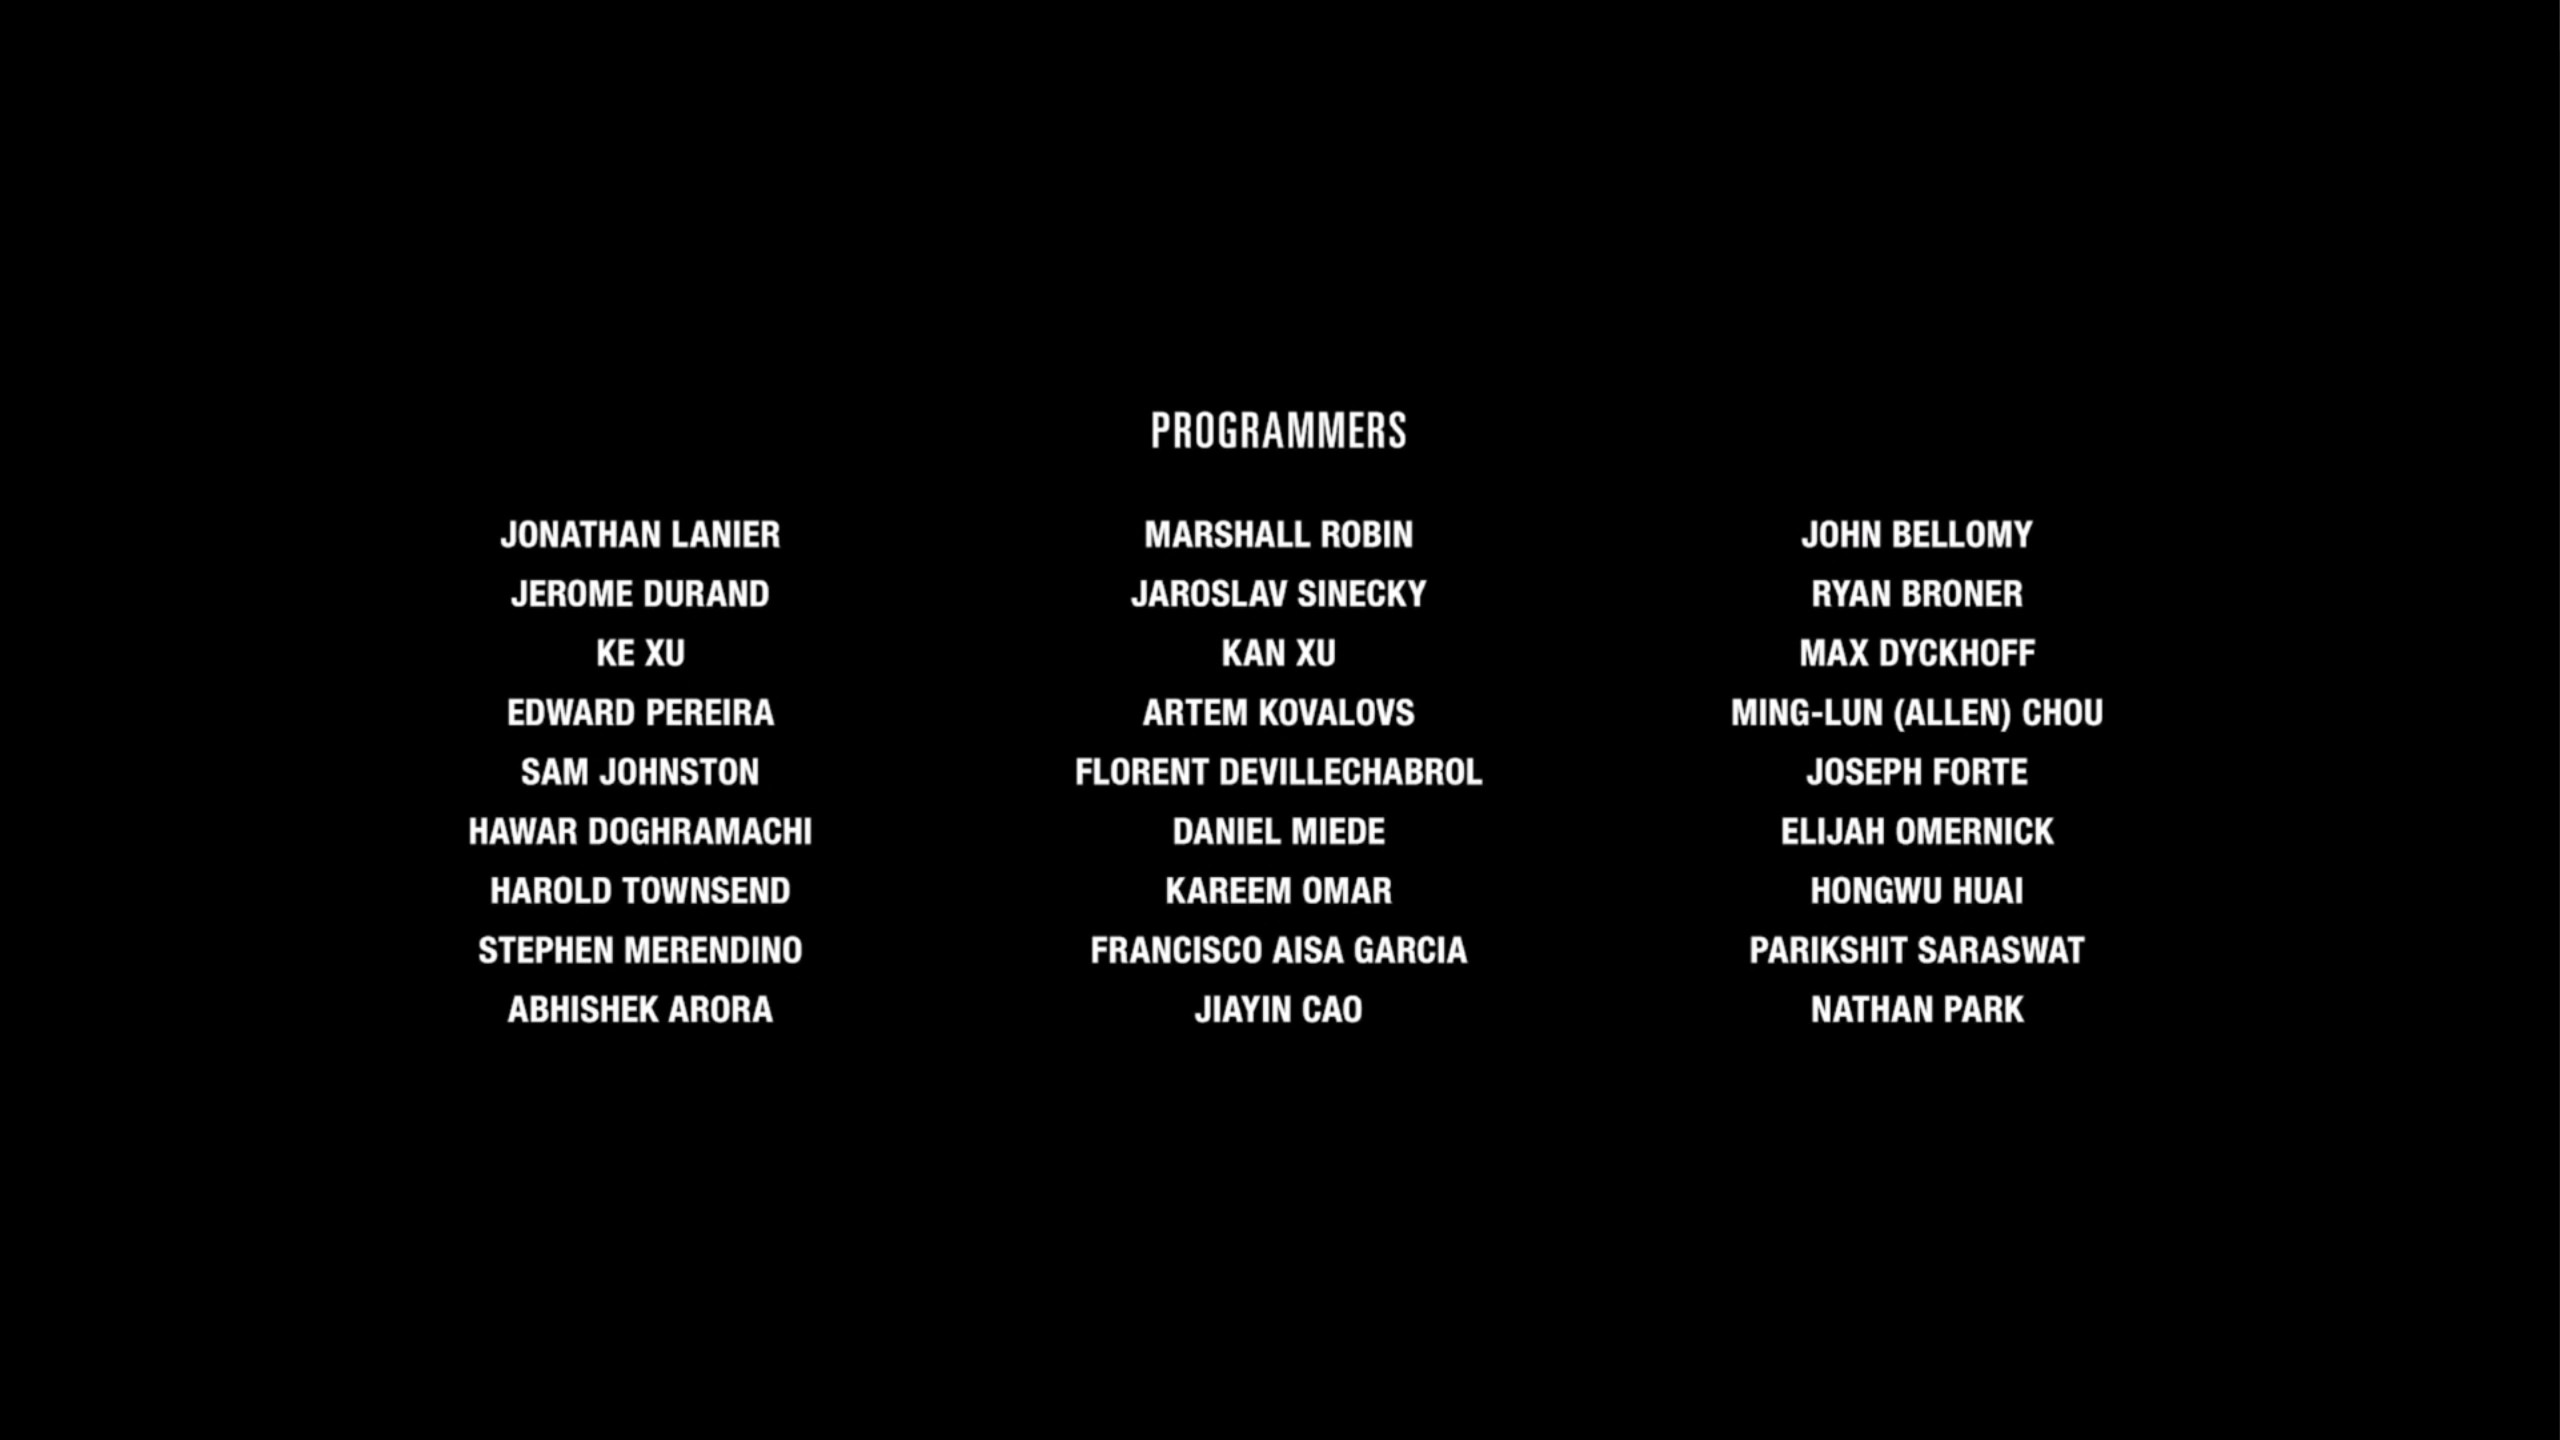 PROGRAMMERS
JONATHAN LANIER MARSHALL ROBIN JOHN BELLOMY
JEROME DURAND JAROSLAV SINECKY RYAN BRONER
KE XU KAN XU MAX DYCKHOFF
EDWARD PEREIRA ARTEM KOVALOVS MING-LUN (ALLEN) CHOU
SAM JOHNSTON FLORENT DEVILLECHABROL JOSEPH FORTE
HAWAR DOGHRAMACHI DANIEL MIEDE ELIJAH OMERNICK
HAROLD TOWNSEND KAREEM OMAR HONGWU HUAI
STEPHEN MERENDINO FRANCISCO AISA GARCIA PARIKSHIT SARASWAT
ABHISHEK ARORA JIAYIN CAO NATHAN PARK